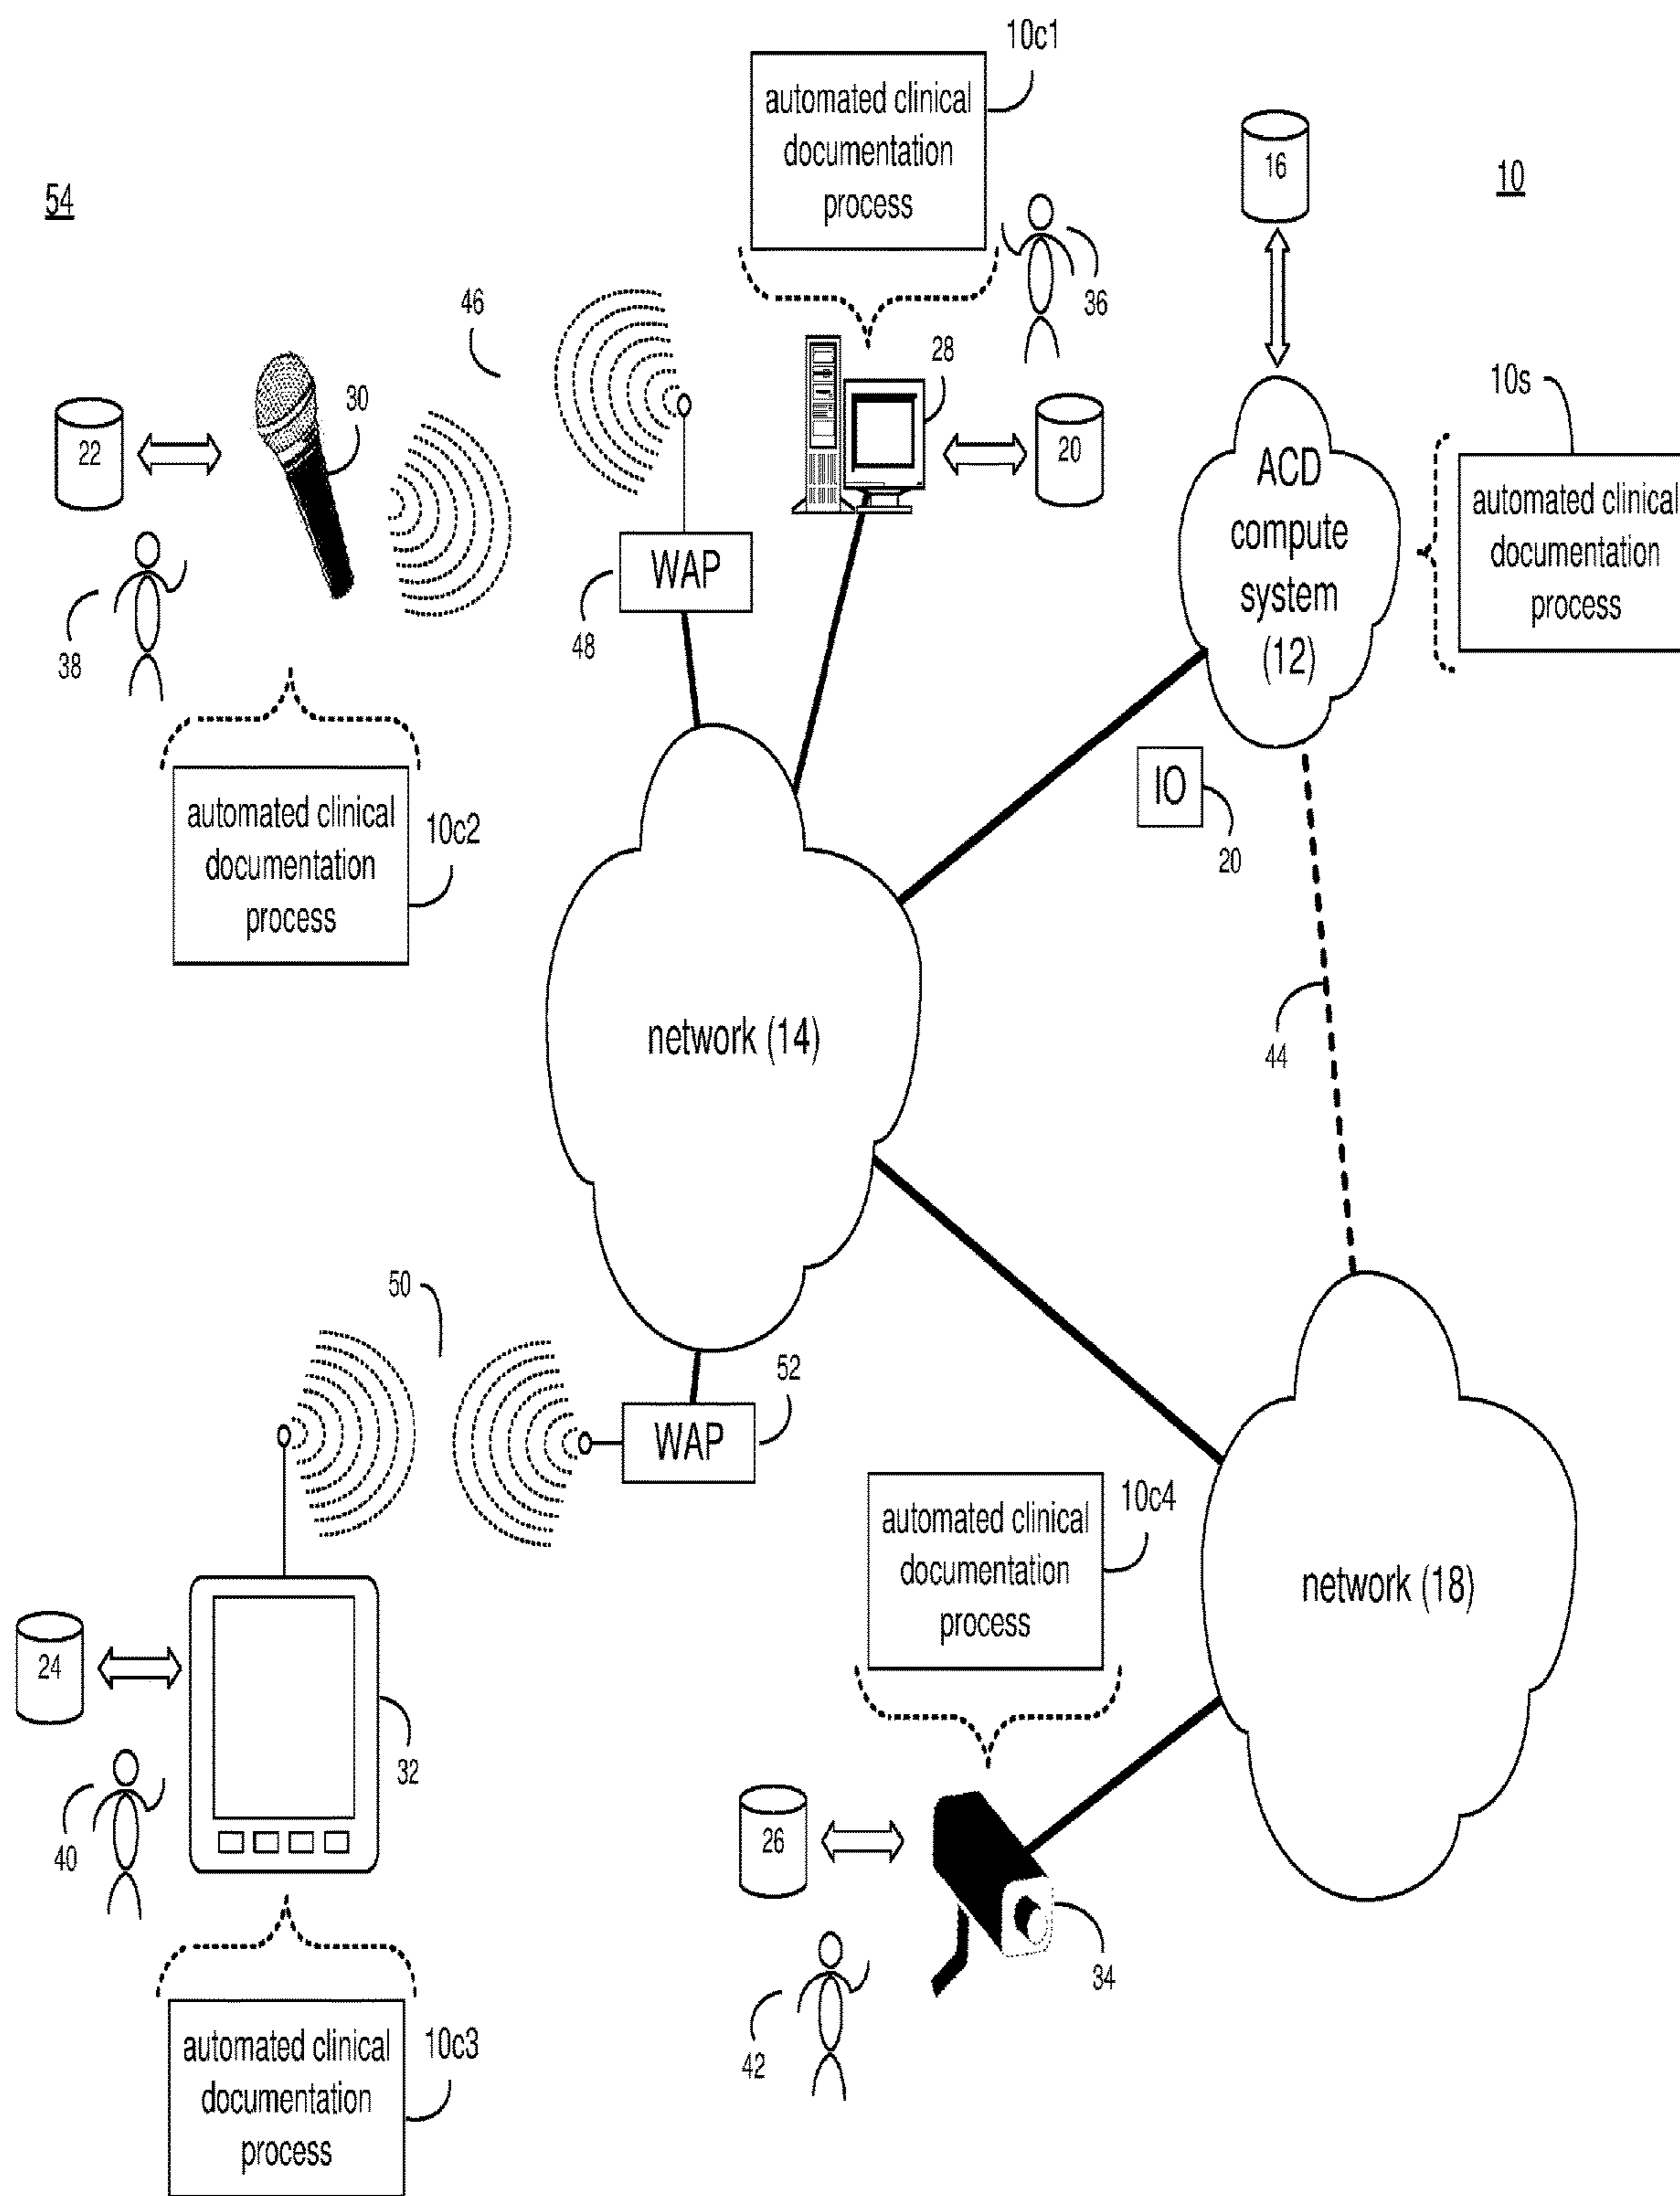 10c1
automated clinical
documentation
process
54
16
10
36
46
28
10s
30
22
20
ACD
compute
system
(12)
automated clinical
documentation
process
WAP
48
38
IO
20
automated clinical
documentation
process
10c2
network (14)
44
50
52
WAP
10c4
automated clinical
documentation
process
network (18)
24
32
40
26
34
42
10c3
automated clinical
documentation
process